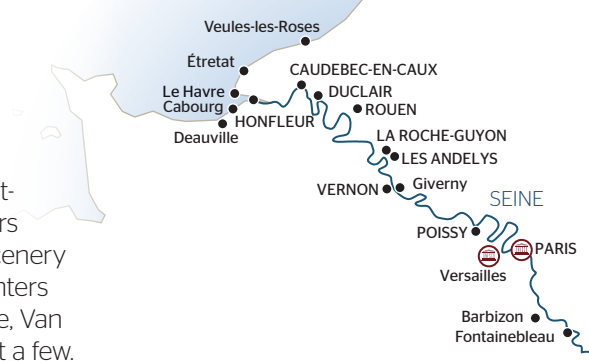 Veules-les-Roses
Étretat
CAUDEBEC-EN-CAUX
Le Havre
DUCLAIR
Cabourg
ROUEN
HONFLEUR
Deauville
LA ROCHE-GUYON
LES ANDELYS
VERNON
Giverny
SEINE
POISSY
PARIS
Versailles
Barbizon
Fontainebleau
t-
rs
cenery
nters
e, Van
t a few.